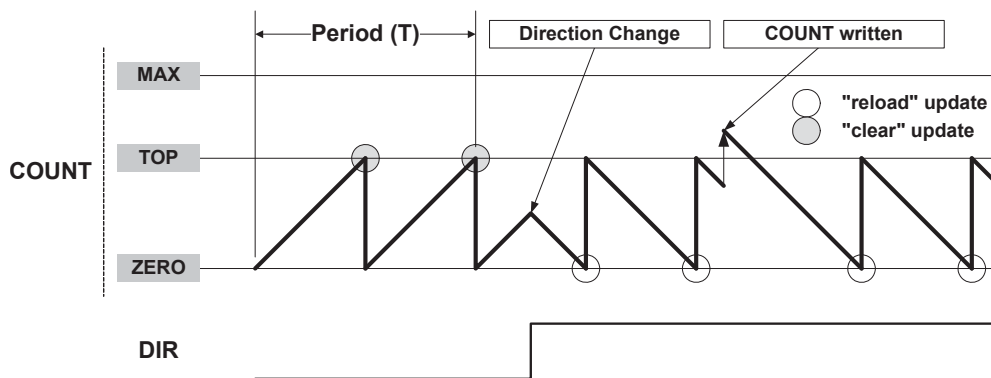 Period (T)
Direction Change
COUNT written
MAX
"reload" update
"clear" update
TOP
COUNT
ZERO
DIR